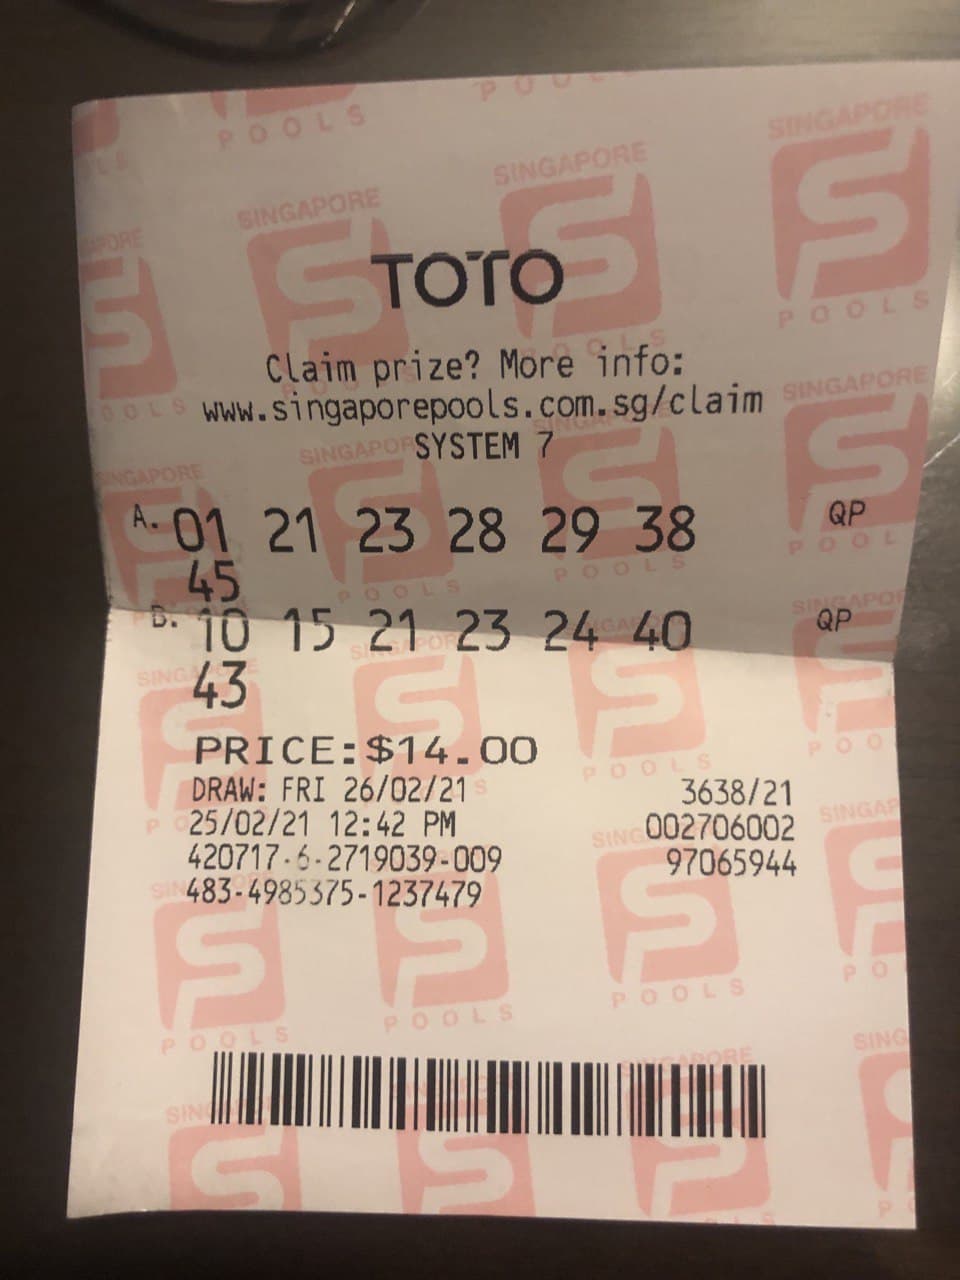 TOTO
Claim prize? More info:
www.singaporepools.com.sg/claim
SYSTEM 7
A. 01 21 23 28 29 38 QP
45
B. 10 15 21 23 24 40 QP
43
PRICE:$14.00
DRAW: FRI 26/02/21 3638/21
25/02/21 12:42 PM 002706002
420717-6-2719039-009 97065944
483-4985375-1237479
SINGAPORE
POOLS